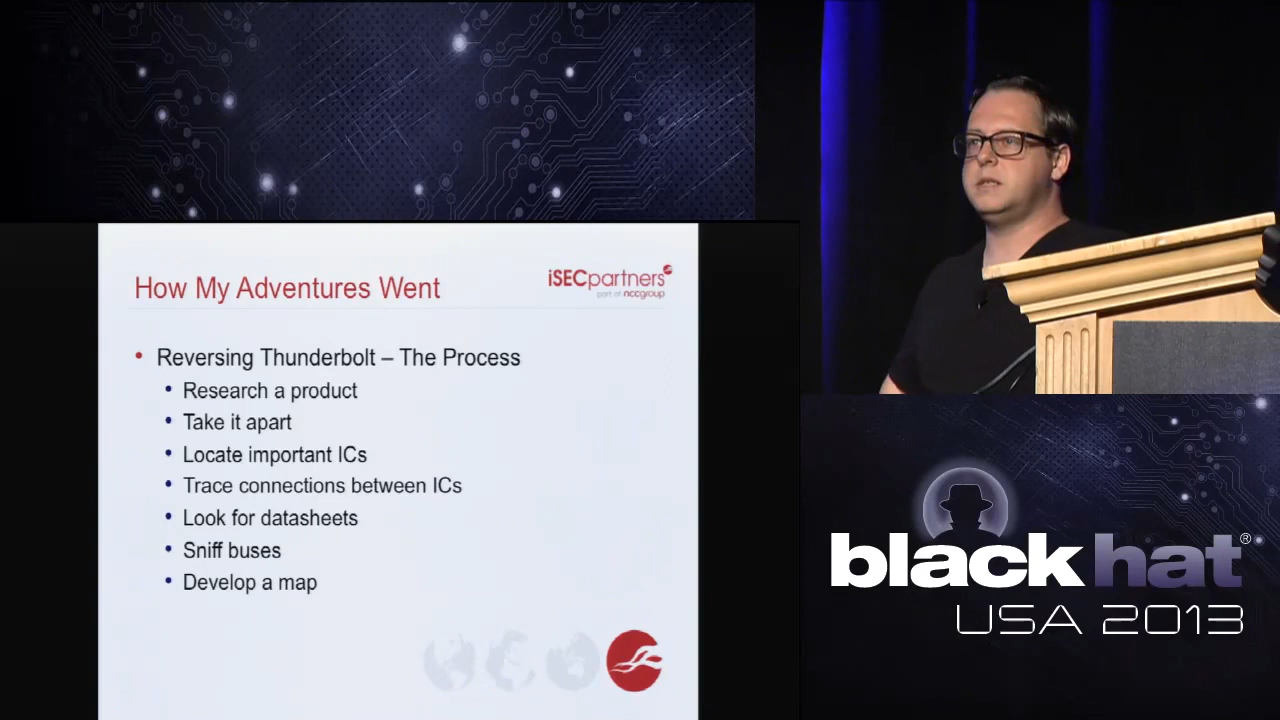 How My Adventures Went
iSECpartners
part of nccgroup
• Reversing Thunderbolt – The Process
• Research a product
• Take it apart
• Locate important ICs
• Trace connections between ICs
• Look for datasheets
• Sniff buses
• Develop a map
black hat®
USA 2013